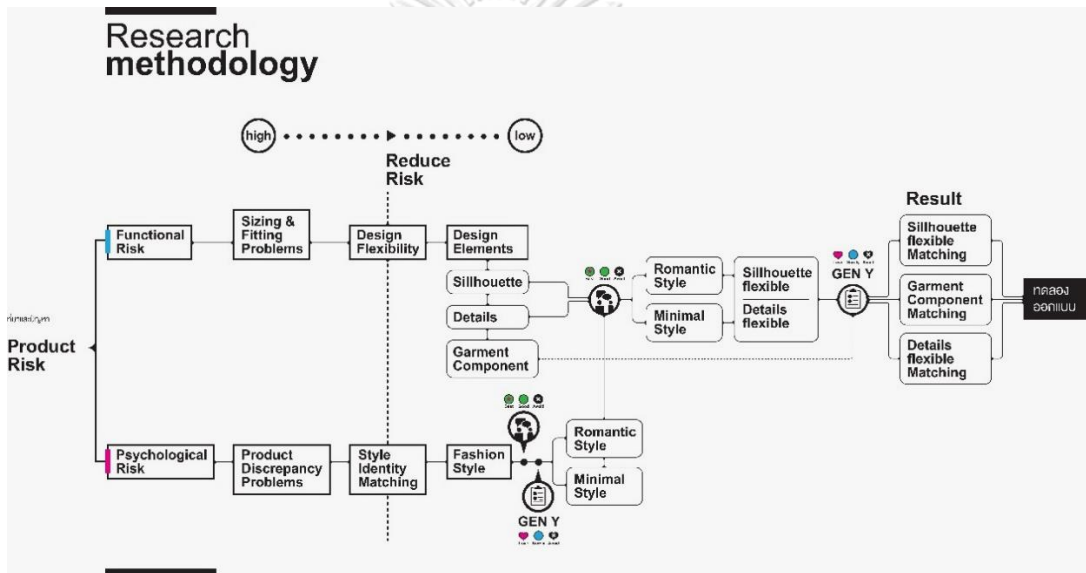 Research
methodology
high
low
Reduce
Risk
Functional
Risk
Sizing &
Fitting
Problems
Design
Flexibility
Design
Elements
Sillhouette
Details
Garment
Component
Romantic
Style
Minimal
Style
Sillhouette
flexible
Details
flexible
GEN Y
Result
Sillhouette
flexible
Matching
Garment
Component
Matching
Details
flexible
Matching
ทดลอง
ออกแบบ
Product
Risk
Psychological
Risk
Product
Discrepancy
Problems
Style
Identity
Matching
Fashion
Style
Romantic
Style
Minimal
Style
GEN Y